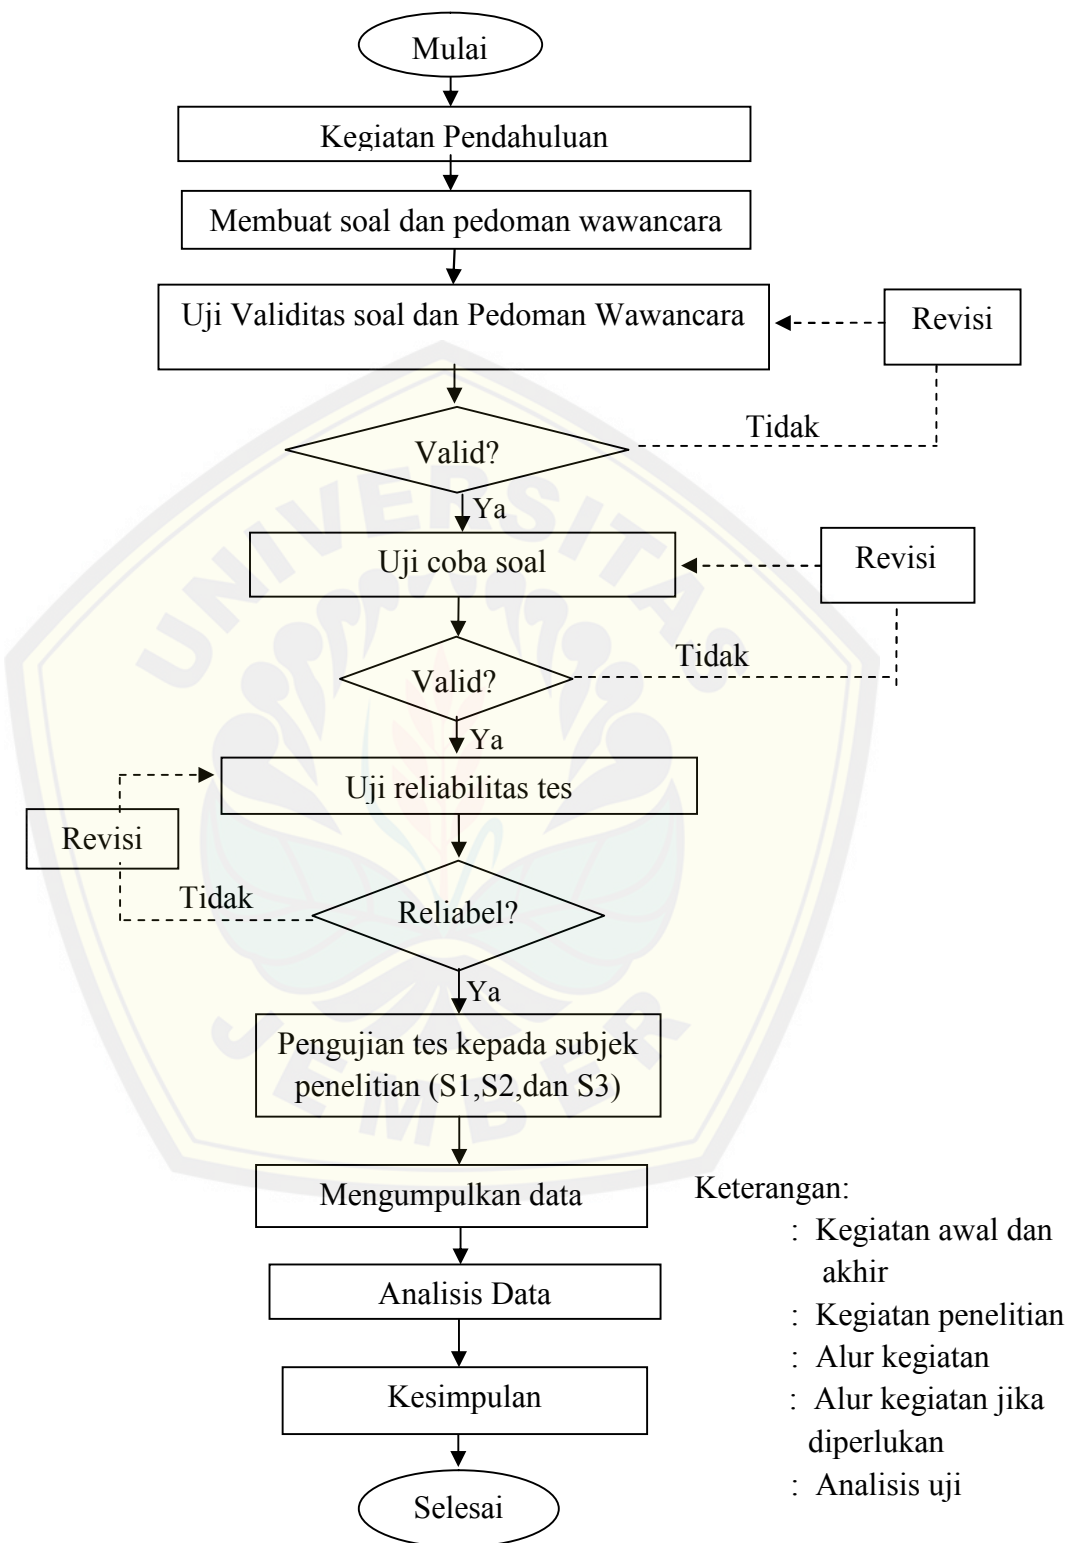 Mulai
Kegiatan Pendahuluan
Membuat soal dan pedoman wawancara
Uji Validitas soal dan Pedoman Wawancara
Revisi
Tidak
Valid?
Ya
Uji coba soal
Revisi
Tidak
Valid?
Ya
Uji reliabilitas tes
Revisi
Tidak
Reliabel?
Ya
Pengujian tes kepada subjek
penelitian (S1,S2,dan S3)
Mengumpulkan data
Analisis Data
Kesimpulan
Selesai
Keterangan:
: Kegiatan awal dan
akhir
: Kegiatan penelitian
: Alur kegiatan
: Alur kegiatan jika
diperlukan
: Analisis uji
UNIVERSITAS
JEMBER